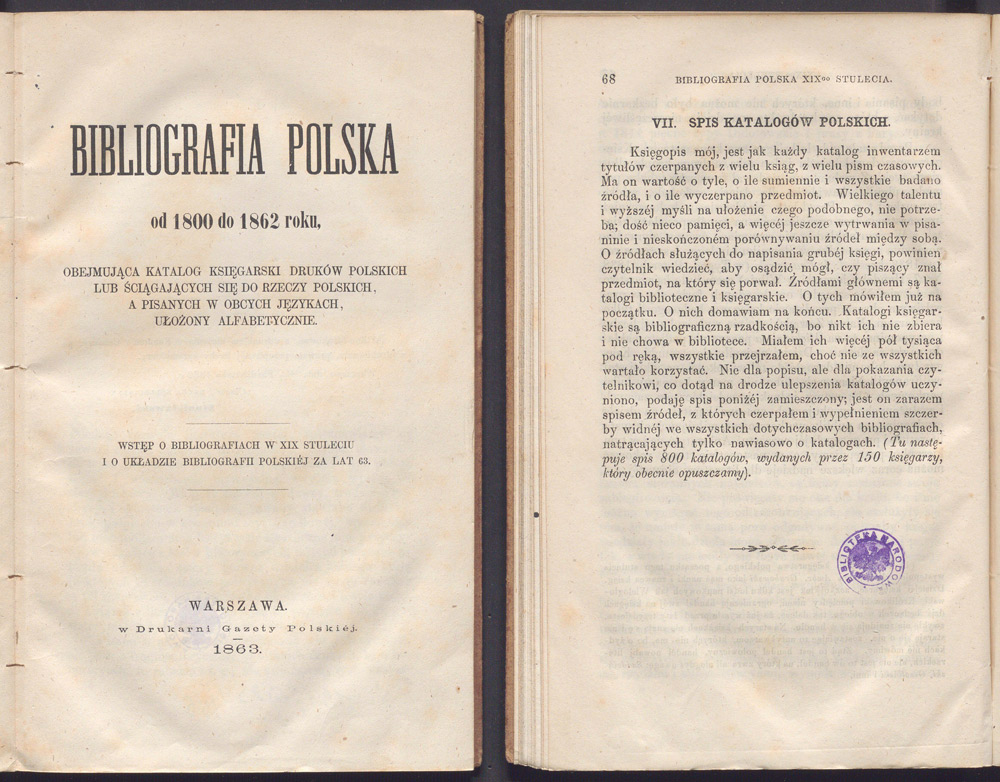 BIBLIOGRAFIA POLSKA
od 1800 do 1862 roku,
OBEJMUJĄCA KATALOG KSIĘGARSKI DRUKÓW POLSKICH
LUB ŚCIĄGAJĄCYCH SIĘ DO RZECZY POLSKICH,
A PISANYCH W OBCYCH JĘZYKACH,
UŁOŻONY ALFABETYCZNIE.
WSTĘP O BIBLIOGRAFIACH W XIX STULECIU
I O UKŁADZIE BIBLIOGRAFII POLSKIÉJ ZA LAT 63.
WARSZAWA.
w Drukarni Gazety Polskiéj.
1863.
68 BIBLIOGRAFIA POLSKA XIXgo STULECIA.
VII. SPIS KATALOGÓW POLSKICH.
Księgopis mój, jest jak każdy katalog inwentarzem
tytułów czerpanych z wielu ksiąg, z wielu pism czasowych.
Ma on wartość o tyle, o ile sumiennie i wszystkie badano
źródła, i o ile wyczerpano przedmiot. Wielkiego talentu
i wyższéj myśli na ułożenie czego podobnego, nie potrze-
ba; dość nieco pamięci, a więcéj jeszcze wytrwania w pisa-
ninie i nieskończoném porównywaniu źródeł między sobą.
O źródłach służących do napisania grubéj księgi, powinien
czytelnik wiedzieć, aby osądzić mógł, czy piszący znał
przedmiot, na który się porwał. Źródłami głównemi są ka-
talogi biblioteczne i księgarskie. O tych mówiłem już na
początku. O nich domawiam na końcu. Katalogi księgar-
skie są bibliograficzną rzadkością, bo nikt ich nie zbiera
i nie chowa w bibliotece. Miałem ich więcéj pół tysiąca
pod ręką, wszystkie przejrzałem, choć nie ze wszystkich
wartało korzystać. Nie dla popisu, ale dla pokazania czy-
telnikowi, co dotąd na drodze ulepszenia katalogów uczy-
niono, podaję spis poniżéj zamieszczony; jest on zarazem
spisem źródeł, z których czerpałem i wypełnieniem szczer-
by widnéj we wszystkich dotychczasowych bibliografiach,
natrącających tylko nawiasowo o katalogach. (Tu nastę-
puje spis 800 katalogów, wydanych przez 150 księgarzy,
który obecnie opuszczamy).
BIBLIOTEKA NARODOWA